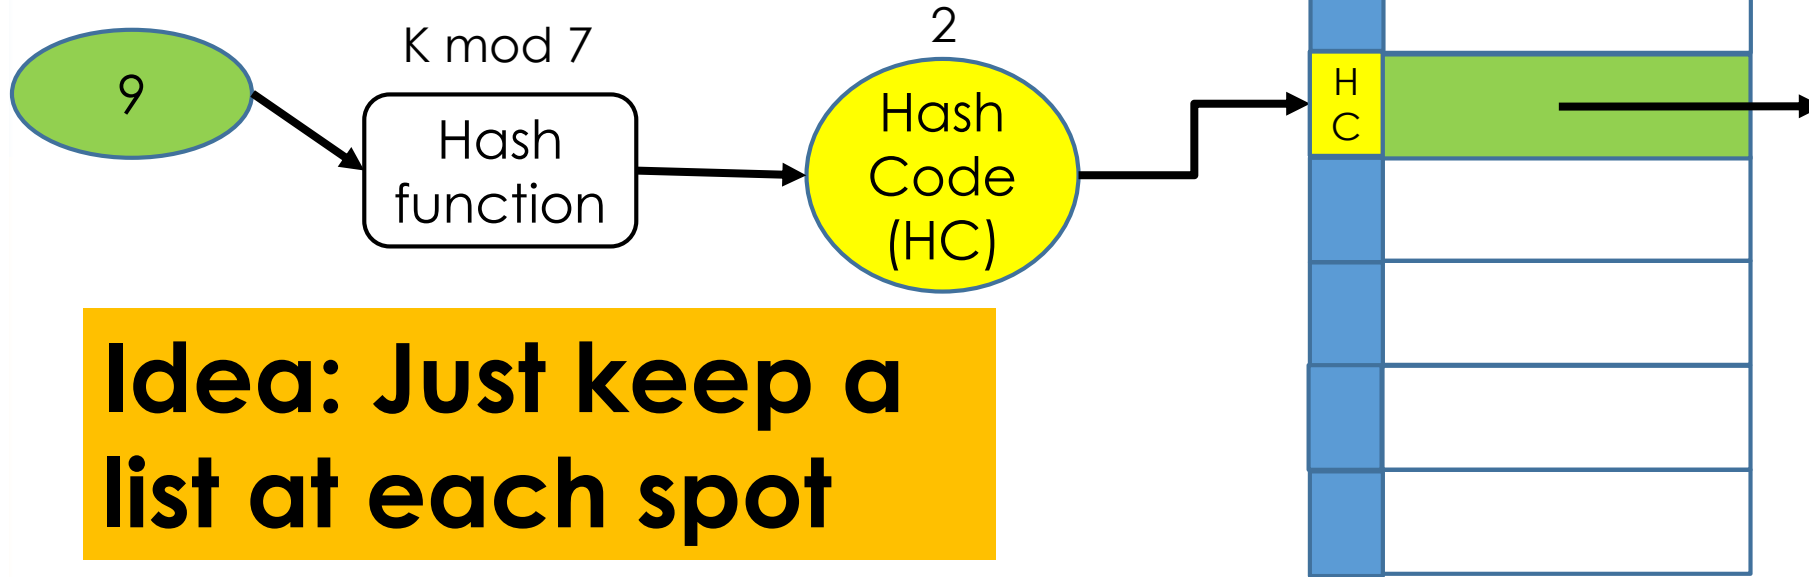 9
K mod 7
Hash
function
2
Hash
Code
(HC)
H
C
Idea: Just keep a
list at each spot